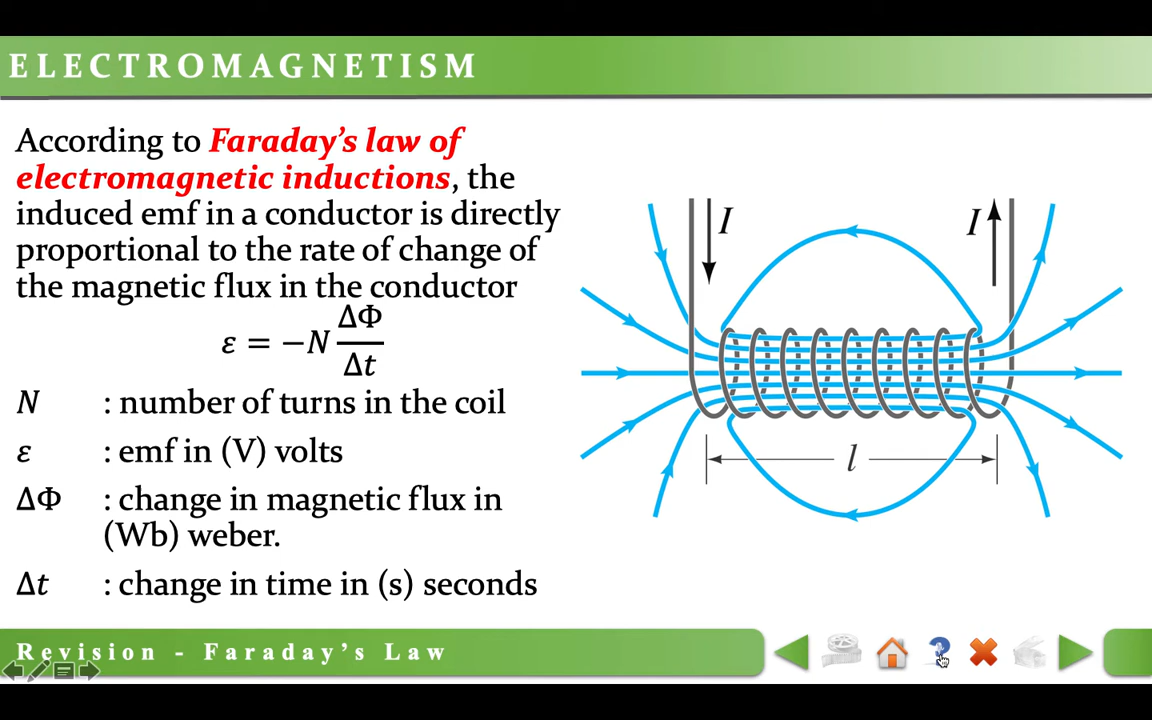 ELECTROMAGNETISM
According to Faraday’s law of
electromagnetic inductions, the
induced emf in a conductor is directly
proportional to the rate of change of
the magnetic flux in the conductor
ε = −N ΔΦ/Δt
N : number of turns in the coil
ε : emf in (V) volts
ΔΦ : change in magnetic flux in
(Wb) weber.
Δt : change in time in (s) seconds
I
I
l
Revision - Faraday’s Law
?